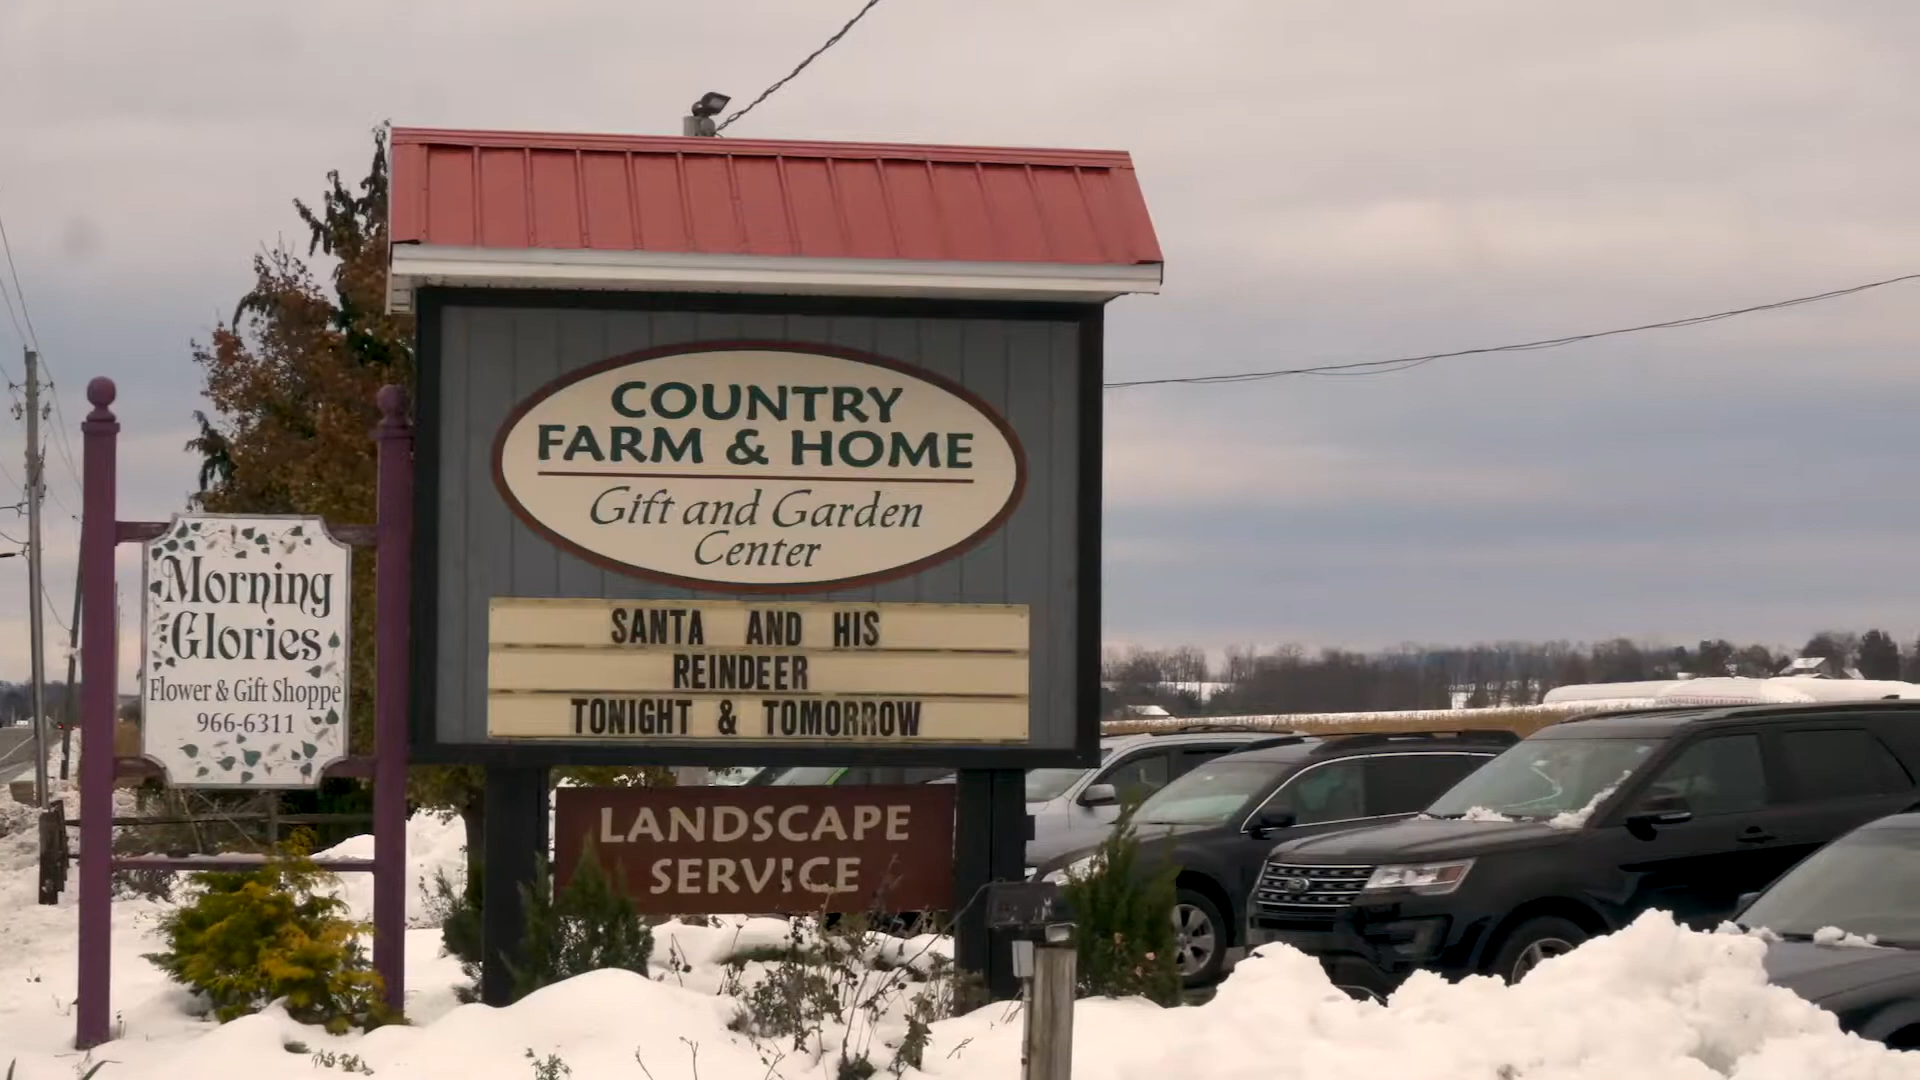 COUNTRY
FARM & HOME
Gift and Garden
Center
SANTA AND HIS
REINDEER
TONIGHT & TOMORROW
LANDSCAPE
SERVICE
Morning
Glories
Flower & Gift Shoppe
966-6311